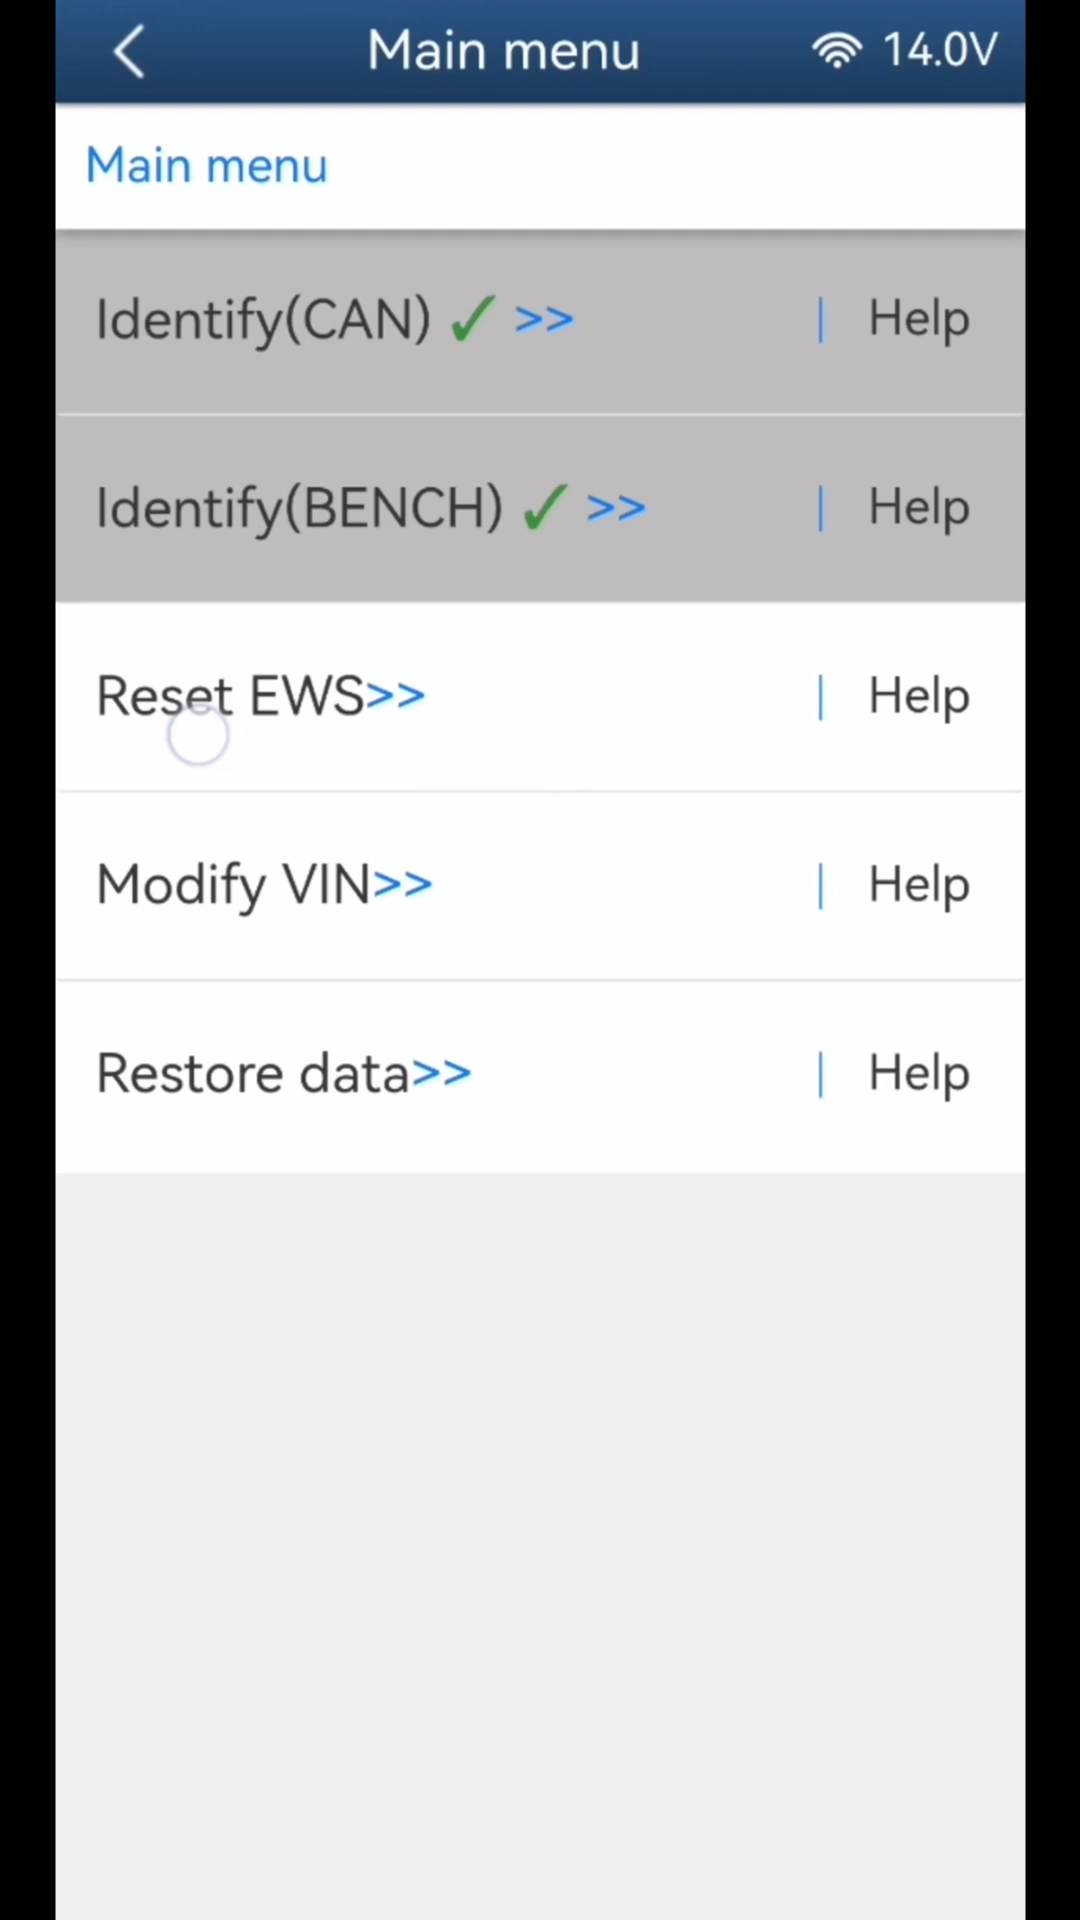 Main menu 14.0V
Main menu
Identify(CAN) ✓ >> | Help
Identify(BENCH) ✓ >> | Help
Reset EWS>> | Help
Modify VIN>> | Help
Restore data>> | Help